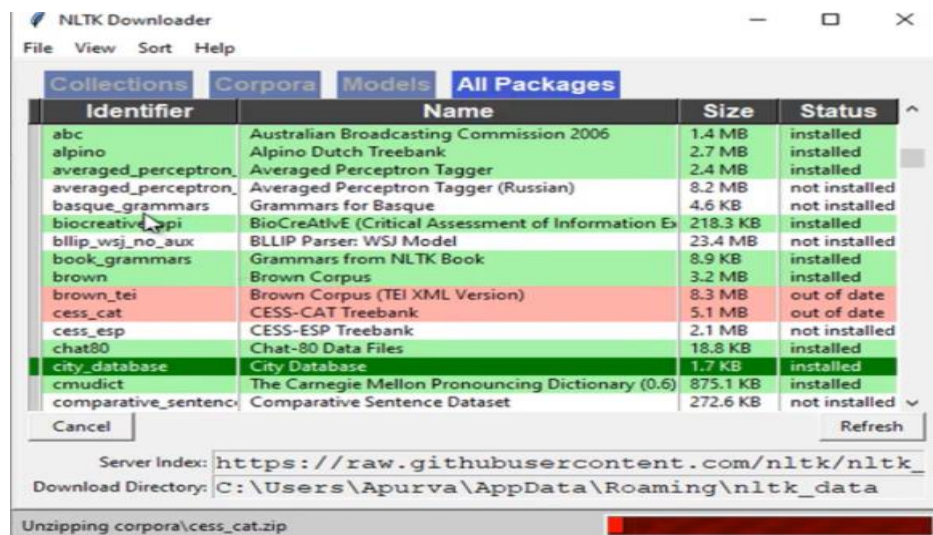 NLTK Downloader
File View Sort Help
Collections Corpora Models All Packages
Identifier Name Size Status
abc Australian Broadcasting Commission 2006 1.4 MB installed
alpino Alpino Dutch Treebank 2.7 MB installed
averaged_perceptron_ Averaged Perceptron Tagger 2.4 MB installed
averaged_perceptron_ Averaged Perceptron Tagger (Russian) 8.2 MB not installed
basque_grammars Grammars for Basque 4.6 KB not installed
BioCreAtIvE (Critical Assessment of Information Ex 218.3 KB installed
bllip_wsj_no_aux BLLIP Parser: WSJ Model 23.4 MB not installed
book_grammars Grammars from NLTK Book 8.9 KB installed
brown Brown Corpus 3.2 MB installed
brown_tei Brown Corpus (TEI XML Version) 8.3 MB out of date
cess_cat CESS-CAT Treebank 5.1 MB out of date
cess_esp CESS-ESP Treebank 2.1 MB not installed
chat80 Chat-80 Data Files 18.8 KB installed
city_database City Database 1.7 KB installed
cmudict The Carnegie Mellon Pronouncing Dictionary (0.6) 875.1 KB installed
comparative_sentenc Comparative Sentence Dataset 272.6 KB not installed
Cancel Refresh
Server Index: https://raw.githubusercontent.com/nltk/nltk_
Download Directory: C:\Users\Apurva\AppData\Roaming\nltk_data
Unzipping corpora\cess_cat.zip